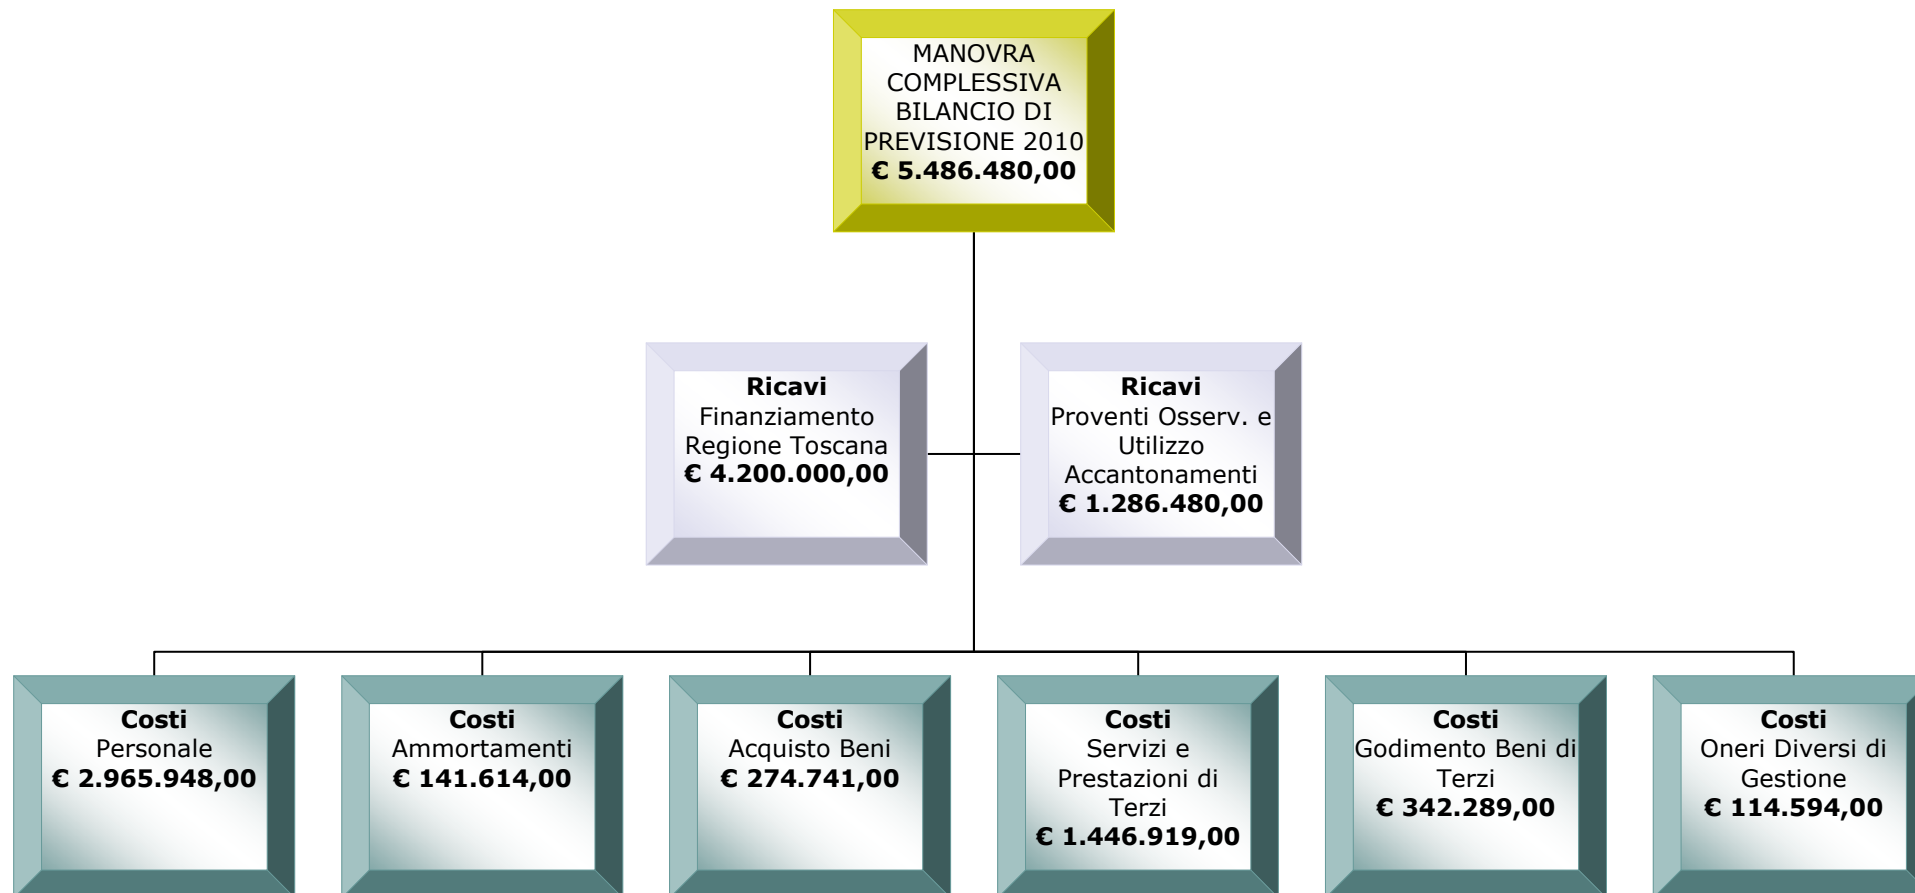 MANOVRA
COMPLESSIVA
BILANCIO DI
PREVISIONE 2010
€ 5.486.480,00
Ricavi
Finanziamento
Regione Toscana
€ 4.200.000,00
Ricavi
Proventi Osserv. e
Utilizzo
Accantonamenti
€ 1.286.480,00
Costi
Personale
€ 2.965.948,00
Costi
Ammortamenti
€ 141.614,00
Costi
Acquisto Beni
€ 274.741,00
Costi
Servizi e
Prestazioni di
Terzi
€ 1.446.919,00
Costi
Godimento Beni di
Terzi
€ 342.289,00
Costi
Oneri Diversi di
Gestione
€ 114.594,00